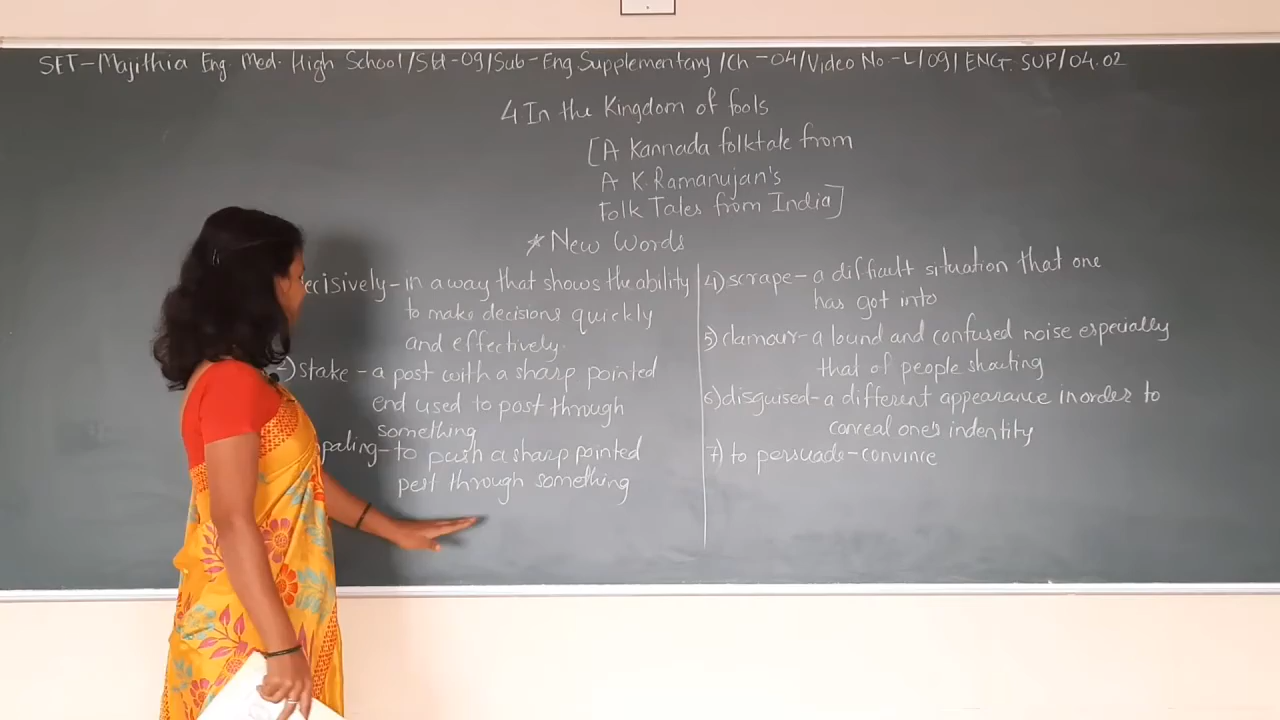 SET-Majithia Eng. Med. High School/Std-09/Sub-Eng Supplementary/Ch-04/Video No-L/09/ENG. SUP/04.02
4 In the Kingdom of fools
[A Kannada folktale from
A K. Ramanujan's
Folk Tales from India]
* New Words
ecisively - in a way that shows the ability
to make decisions quickly
and effectively.
2) stake - a post with a sharp pointed
end used to post through
something
paling - to push a sharp pointed
pest through something
4) scrape - a difficult situation that one
has got into
5) clamour - a lound and confused noise especially
that of people shouting
6) disguised - a different appearance inorder to
conceal one's indentity
7) to persuade - convince